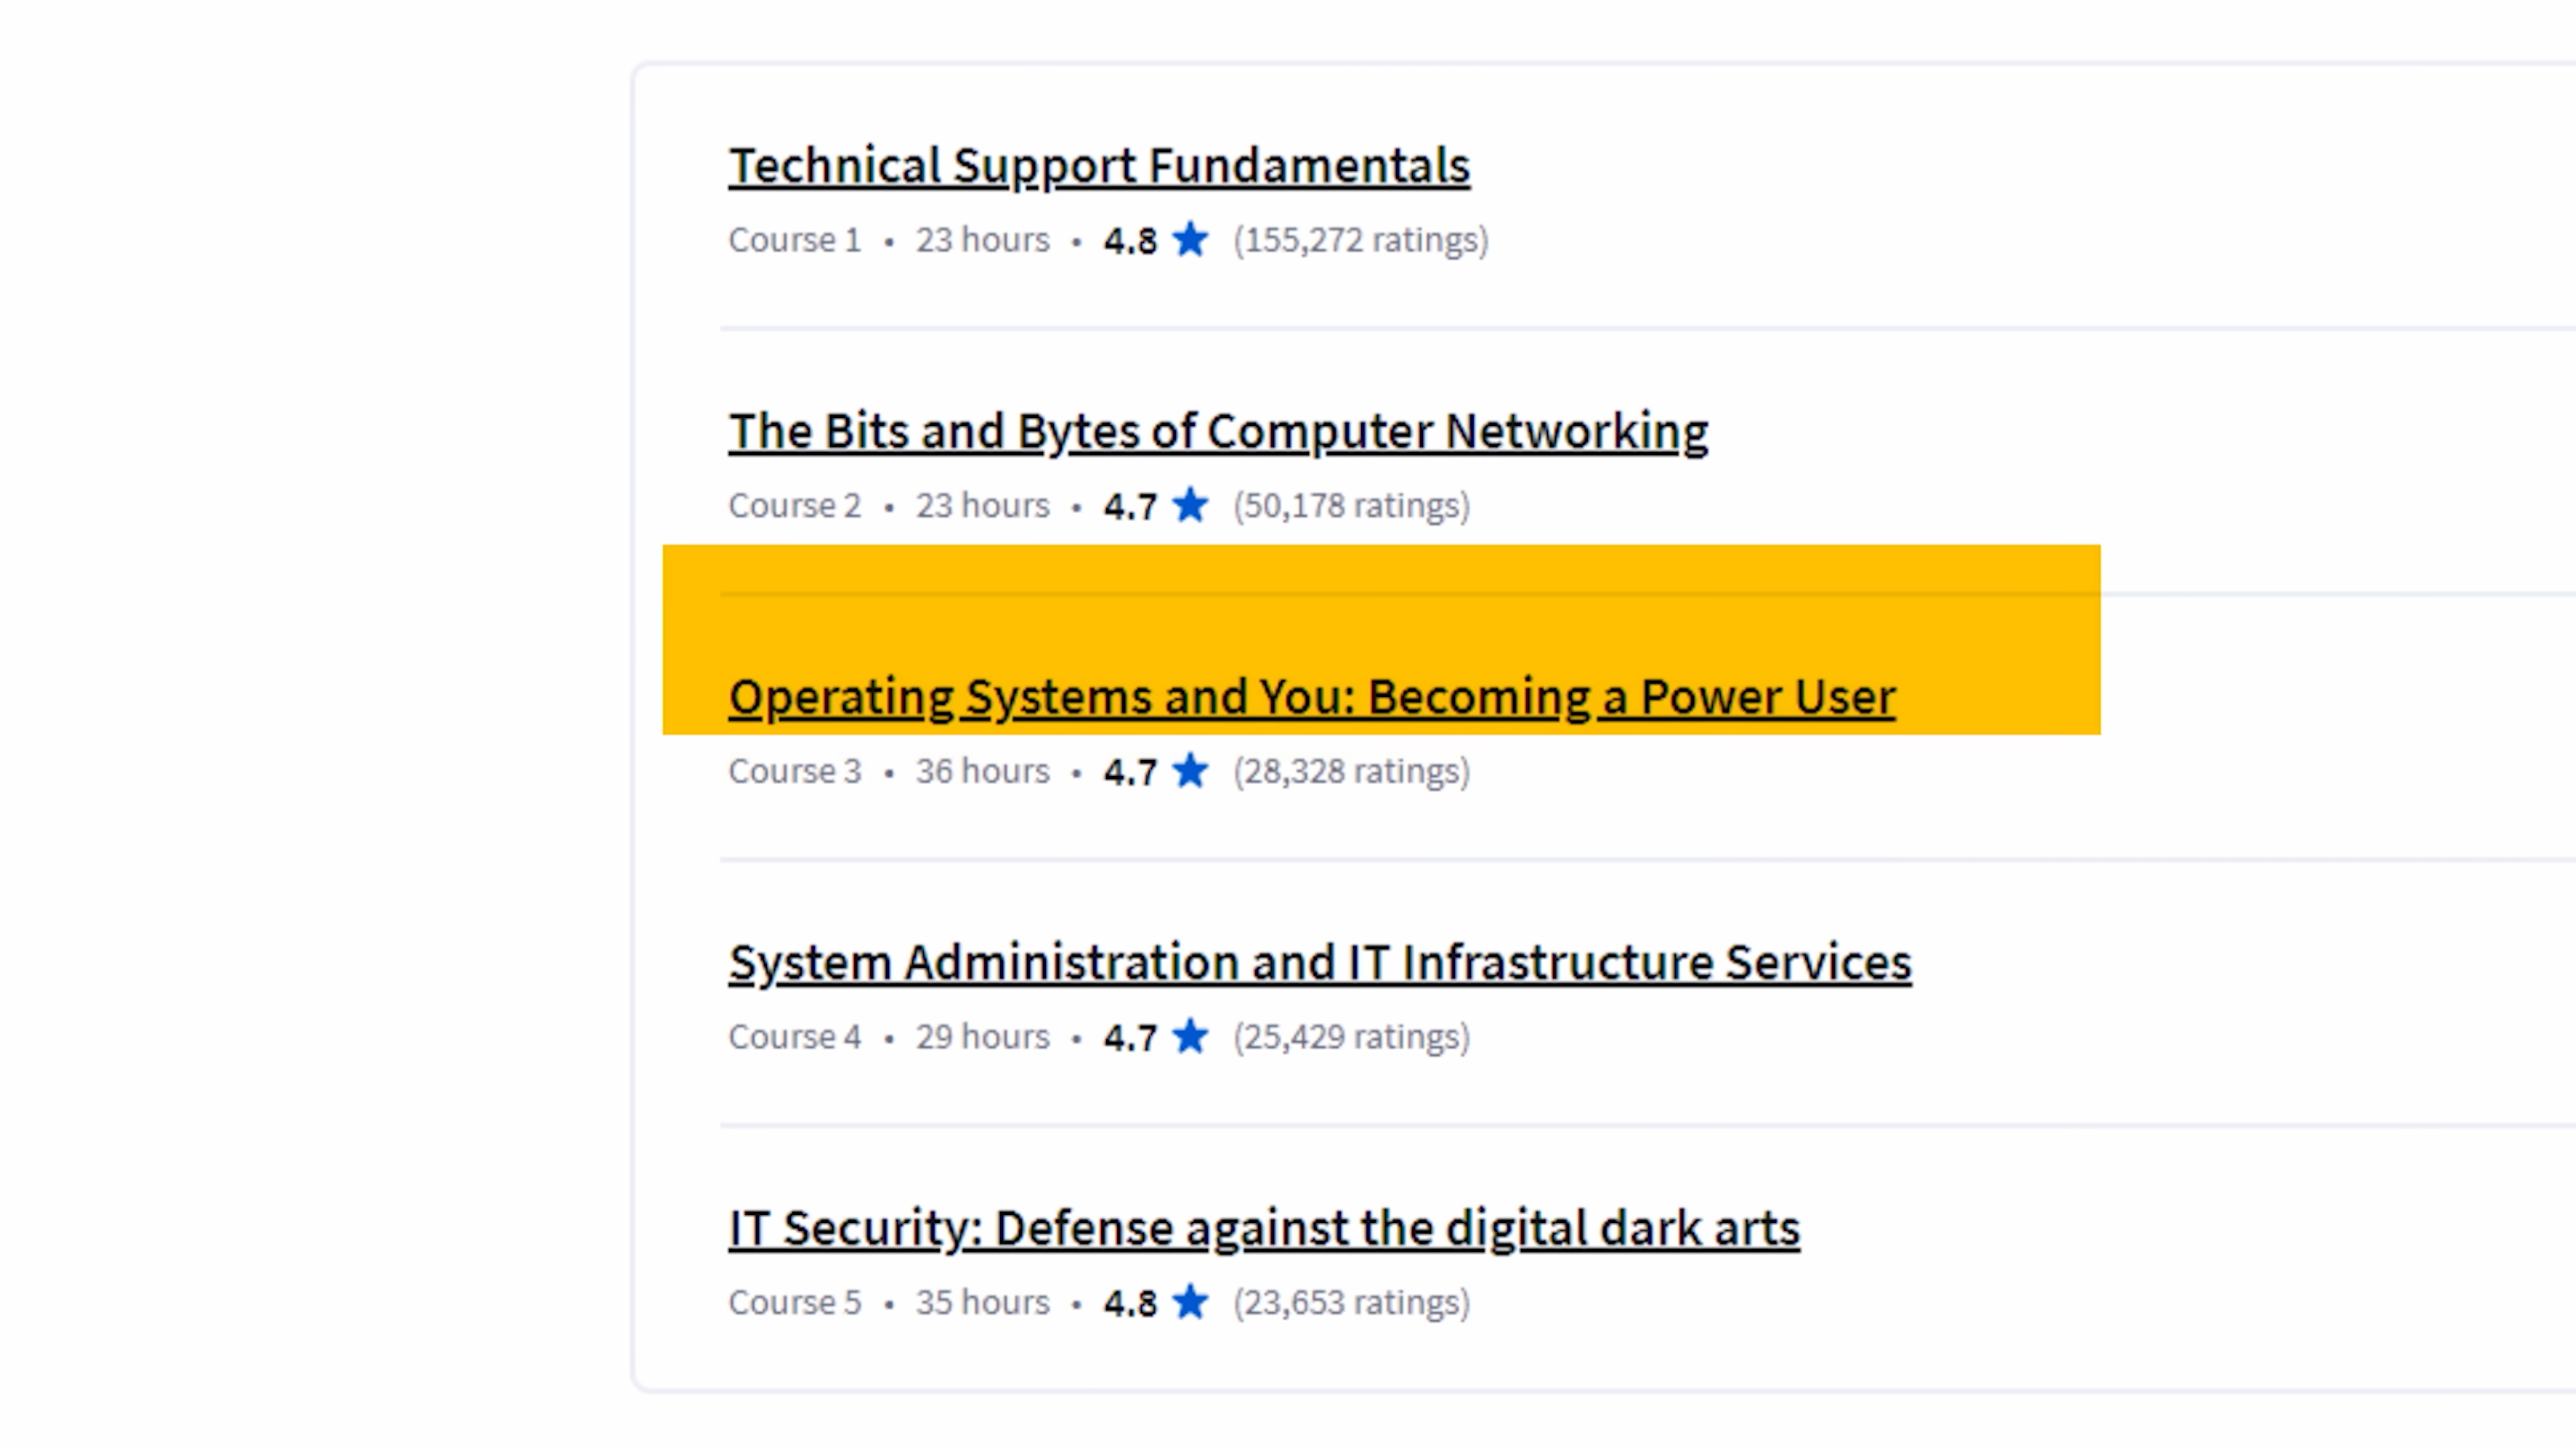 Technical Support Fundamentals
Course 1 • 23 hours • 4.8 ★ (155,272 ratings)
The Bits and Bytes of Computer Networking
Course 2 • 23 hours • 4.7 ★ (50,178 ratings)
Operating Systems and You: Becoming a Power User
Course 3 • 36 hours • 4.7 ★ (28,328 ratings)
System Administration and IT Infrastructure Services
Course 4 • 29 hours • 4.7 ★ (25,429 ratings)
IT Security: Defense against the digital dark arts
Course 5 • 35 hours • 4.8 ★ (23,653 ratings)